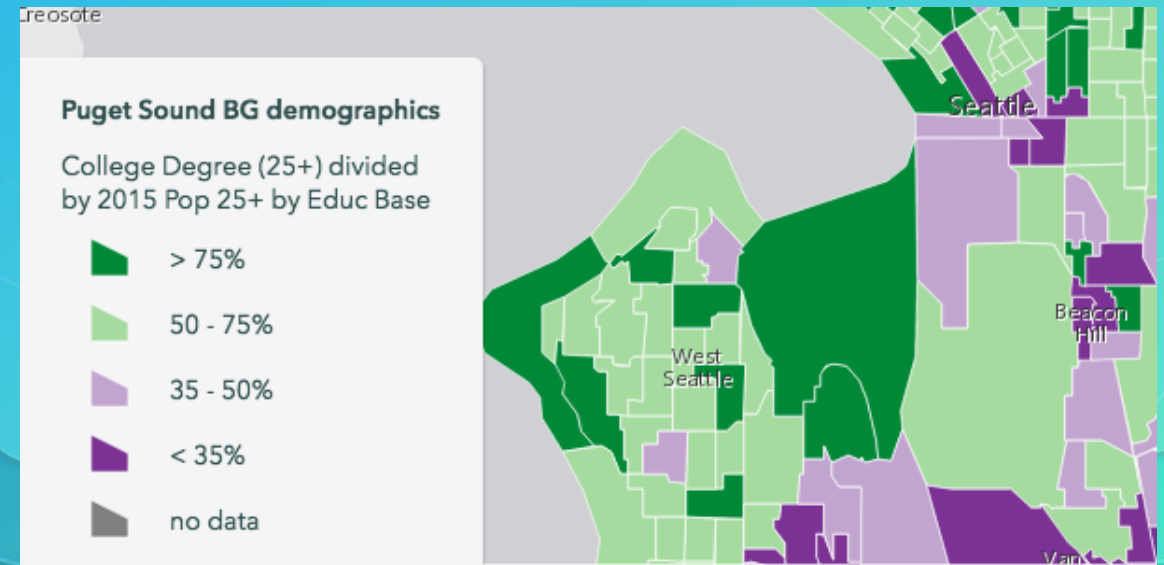 Creosote
Puget Sound BG demographics
College Degree (25+) divided
by 2015 Pop 25+ by Educ Base
> 75%
50 - 75%
35 - 50%
< 35%
no data
Seattle
Beacon
Hill
West
Seattle
Van